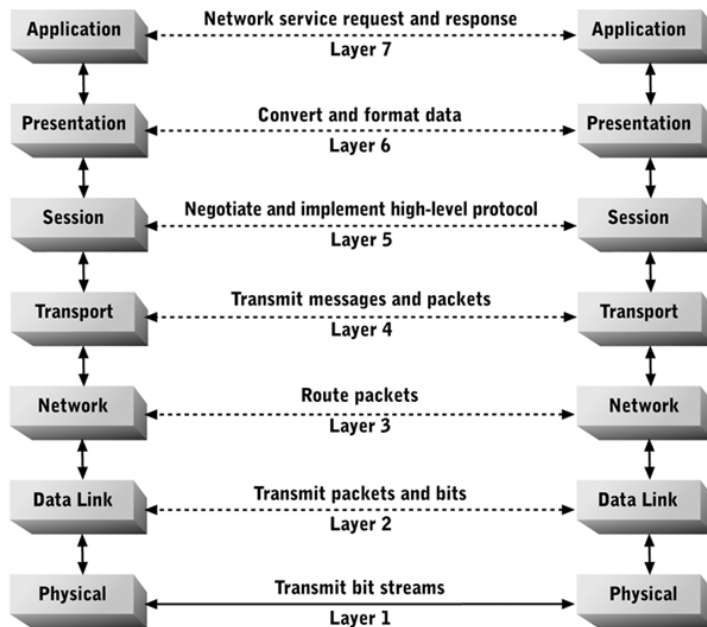 Application
Network service request and response
Layer 7
Application
Presentation
Convert and format data
Layer 6
Presentation
Session
Negotiate and implement high-level protocol
Layer 5
Session
Transport
Transmit messages and packets
Layer 4
Transport
Network
Route packets
Layer 3
Network
Data Link
Transmit packets and bits
Layer 2
Data Link
Physical
Transmit bit streams
Layer 1
Physical